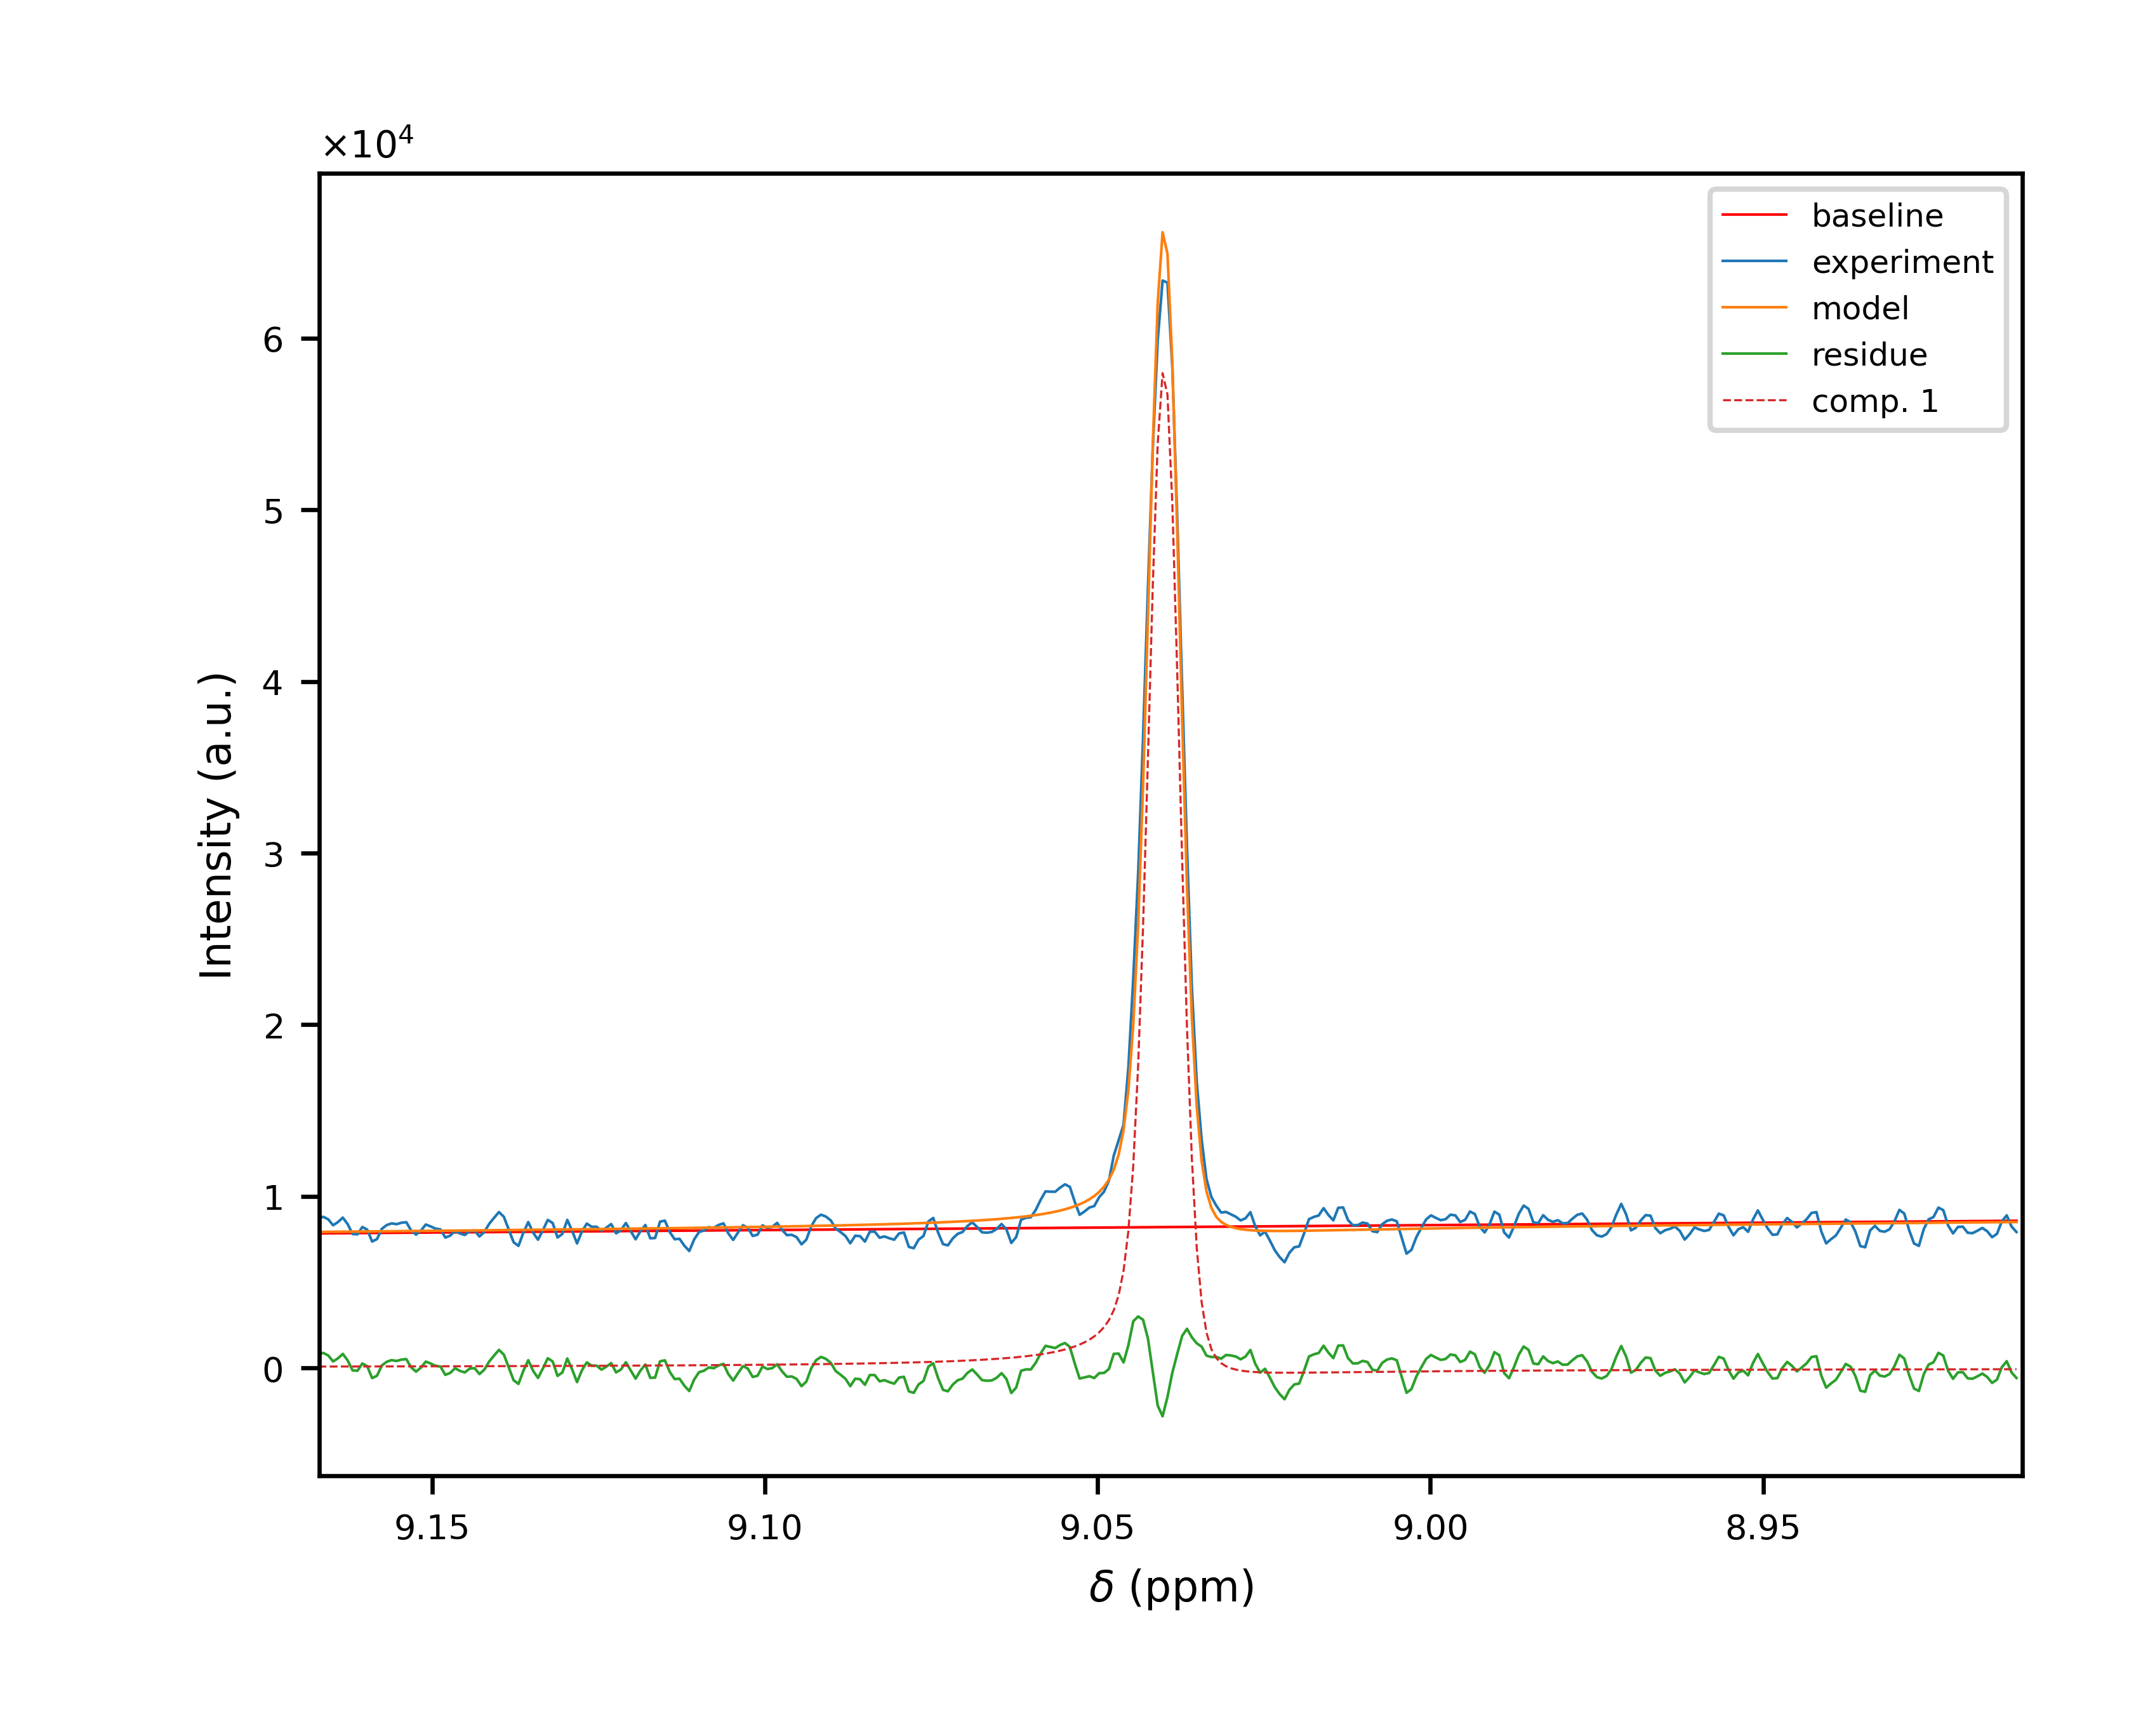 ×10⁴
baseline
experiment
model
residue
comp. 1
6
5
4
3
2
1
0
Intensity (a.u.)
9.15 9.10 9.05 9.00 8.95
δ (ppm)